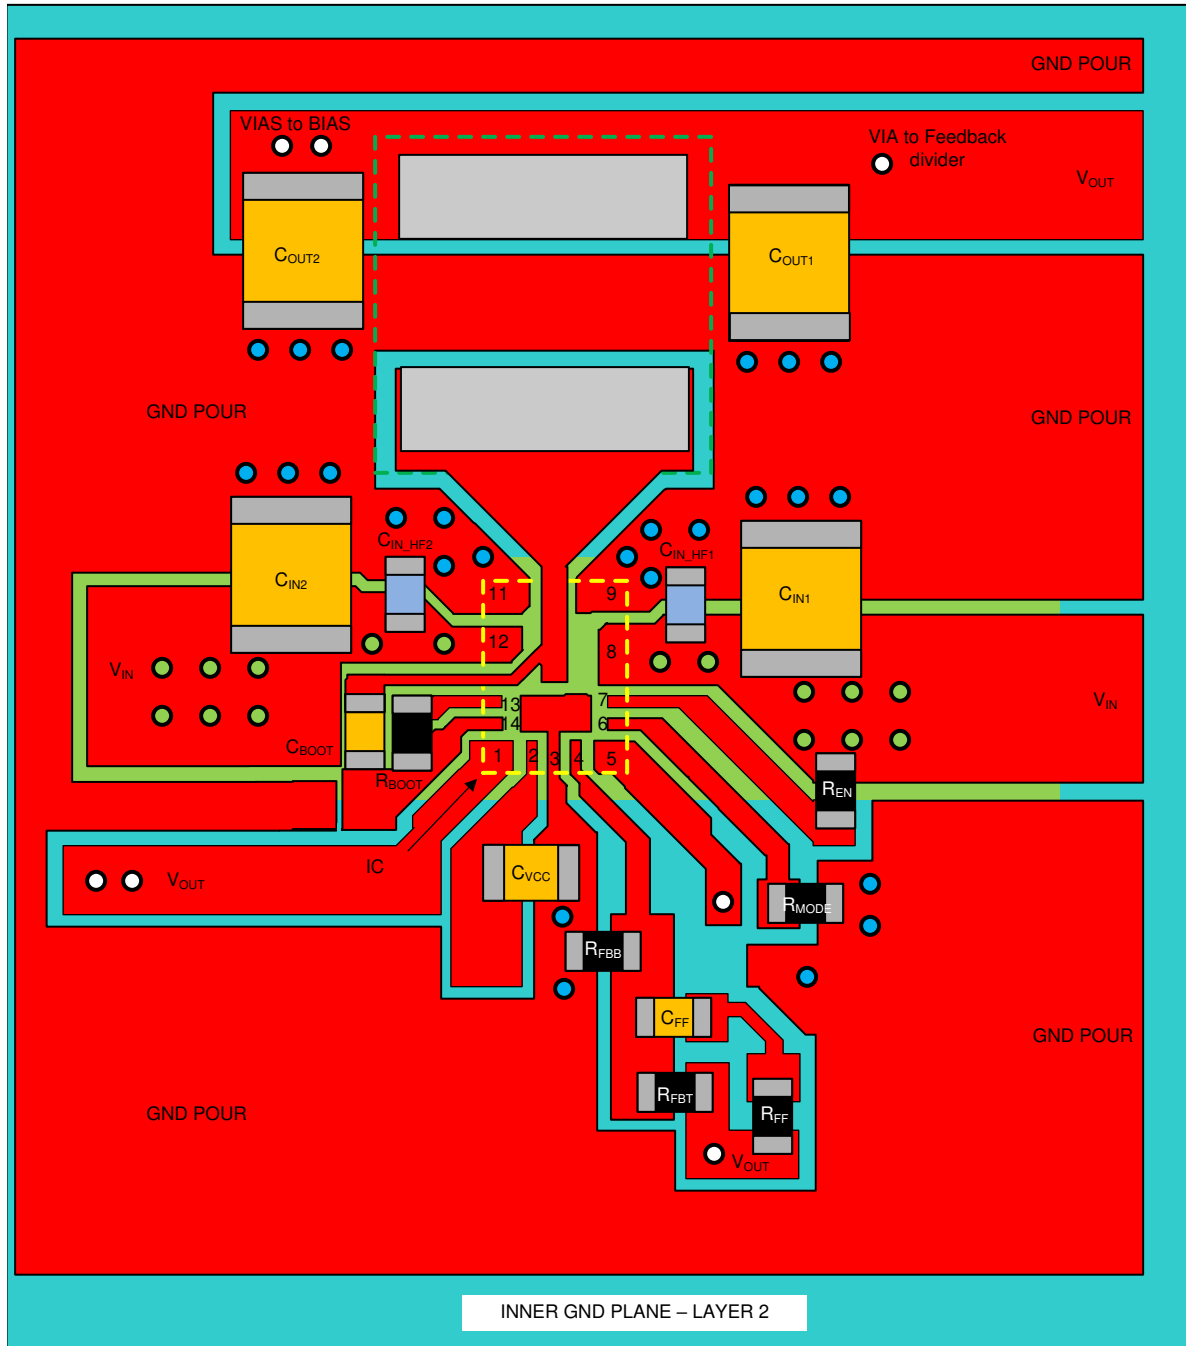 GND POUR
VIAS to BIAS
VIA to Feedback
divider
VOUT
COUT2
COUT1
GND POUR
GND POUR
CIN_HF2
CIN_HF1
CIN2
CIN1
11
9
12
8
VIN
VIN
13
7
14
6
CBOOT
RBOOT
1
2
3
4
5
REN
IC
VOUT
CVCC
RMODE
RFBB
CFF
GND POUR
RFBT
RFF
GND POUR
VOUT
INNER GND PLANE – LAYER 2